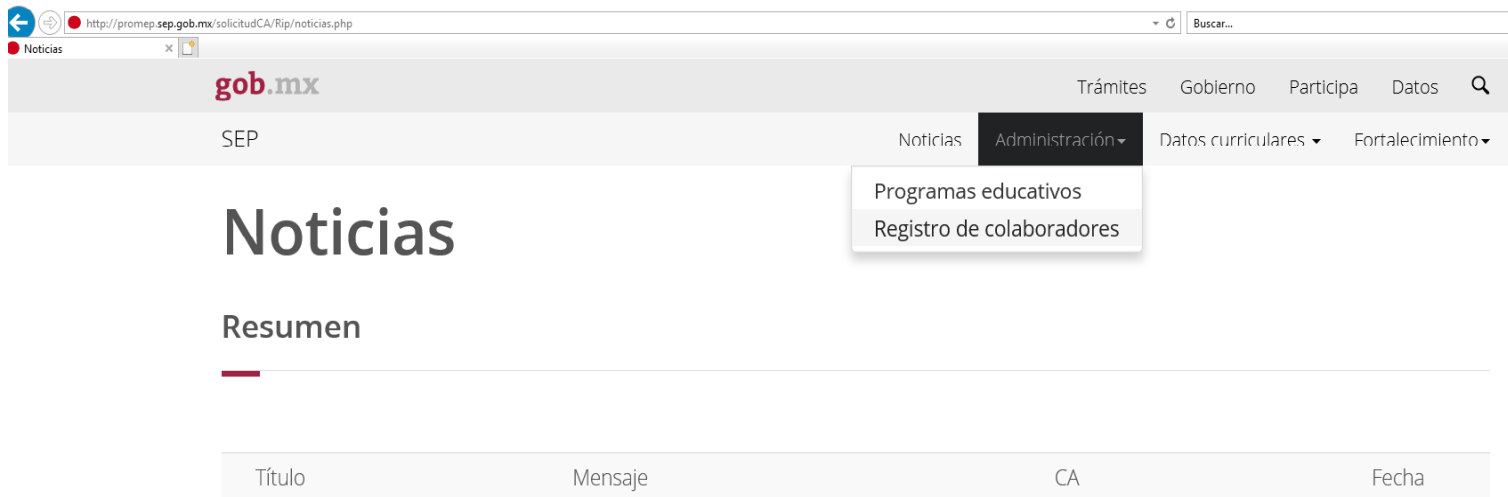 http://promep.sep.gob.mx/solicitudCA/Rip/noticias.php Buscar...
Noticias
gob.mx Trámites Gobierno Participa Datos
SEP Noticias Administración Datos curriculares Fortalecimiento
Programas educativos
Registro de colaboradores
Noticias
Resumen
Título Mensaje CA Fecha